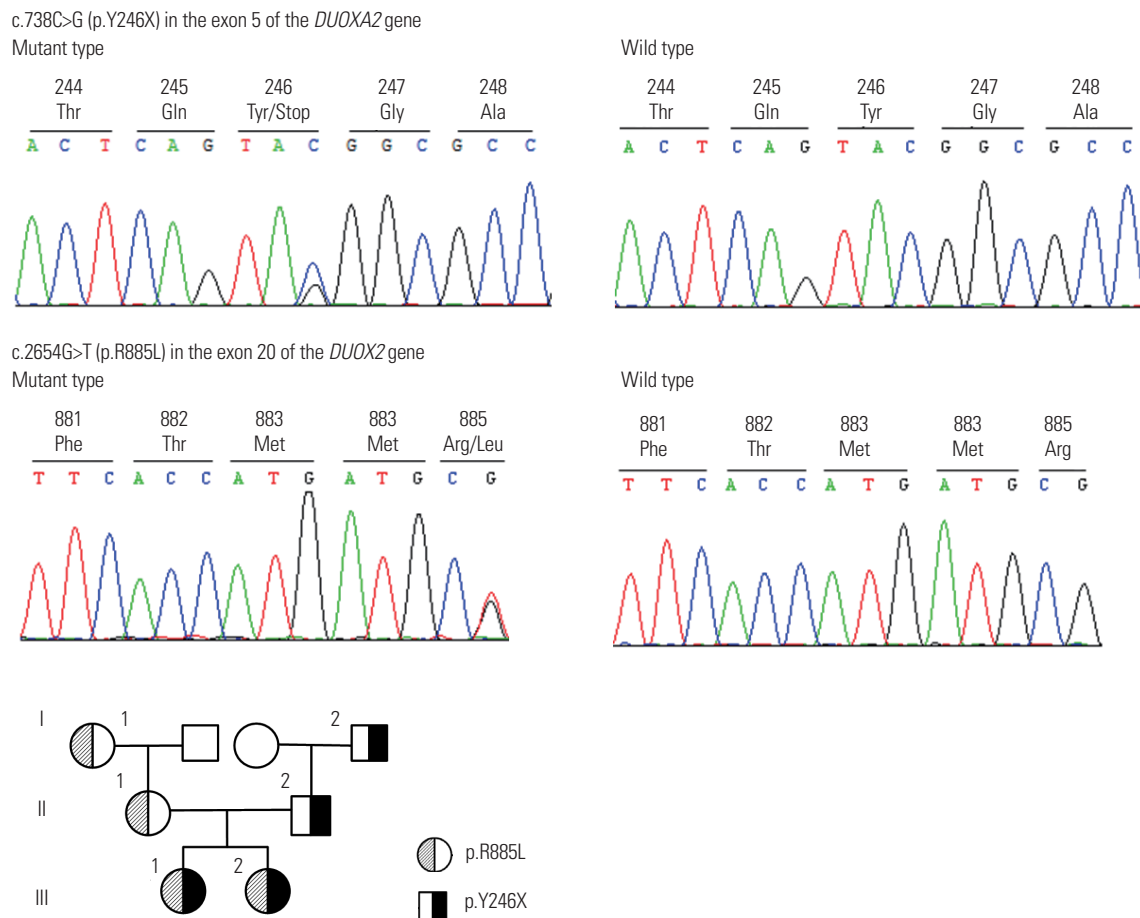 c.738C>G (p.Y246X) in the exon 5 of the DUOXA2 gene
Mutant type
244 245 246 247 248
Thr Gln Tyr/Stop Gly Ala
A C T C A G T A C G G C G C C
Wild type
244 245 246 247 248
Thr Gln Tyr Gly Ala
A C T C A G T A C G G C G C C
c.2654G>T (p.R885L) in the exon 20 of the DUOX2 gene
Mutant type
881 882 883 883 885
Phe Thr Met Met Arg/Leu
T T C A C C A T G A T G C G
Wild type
881 882 883 883 885
Phe Thr Met Met Arg
T T C A C C A T G A T G C G
I 1 2
II 1 2
III 1 2
p.R885L
p.Y246X